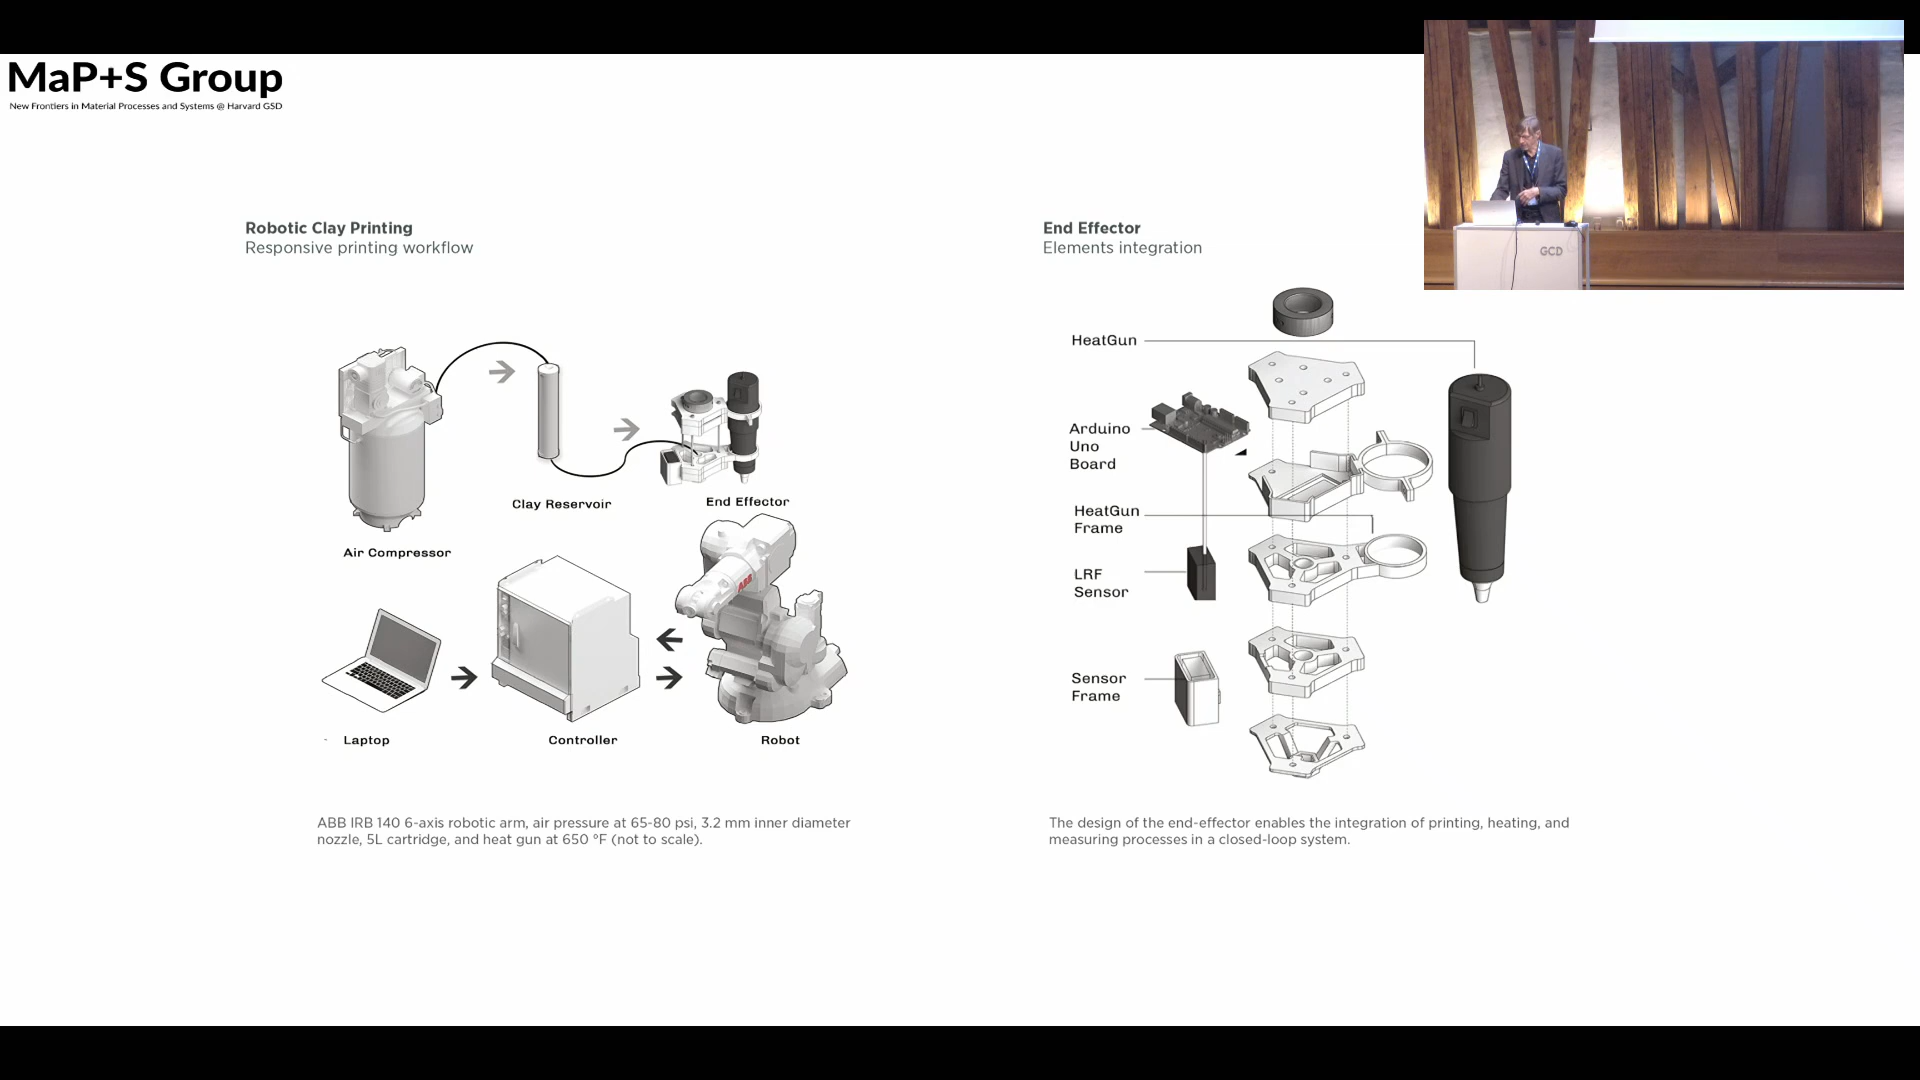 MaP+S Group
New Frontiers in Material Processes and Systems @ Harvard GSD
GCD
Robotic Clay Printing
Responsive printing workflow
Clay Reservoir
End Effector
Air Compressor
ABB
Laptop
Controller
Robot
ABB IRB 140 6-axis robotic arm, air pressure at 65-80 psi, 3.2 mm inner diameter
nozzle, 5L cartridge, and heat gun at 650 °F (not to scale).
End Effector
Elements integration
HeatGun
Arduino
Uno
Board
HeatGun
Frame
LRF
Sensor
Sensor
Frame
The design of the end-effector enables the integration of printing, heating, and
measuring processes in a closed-loop system.